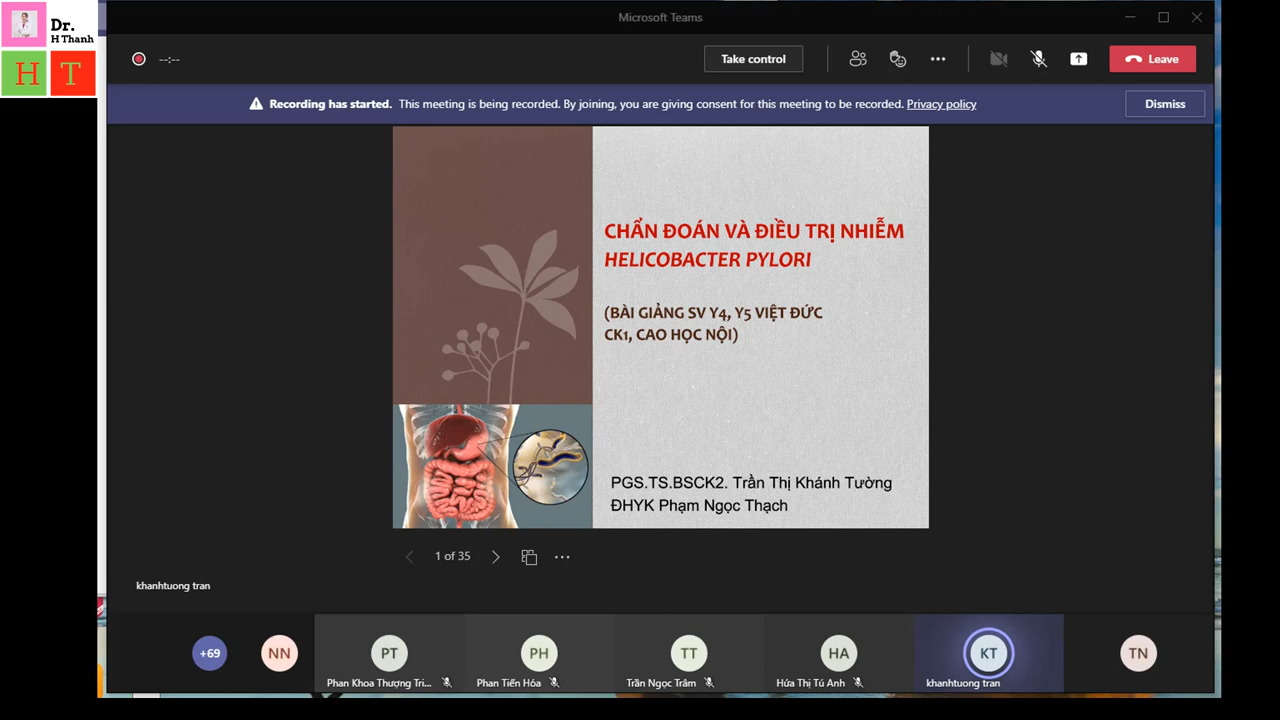 Dr.
H Thanh
H T
Microsoft Teams
--:--
Take control
Leave
Recording has started. This meeting is being recorded. By joining, you are giving consent for this meeting to be recorded. Privacy policy
Dismiss
CHẨN ĐOÁN VÀ ĐIỀU TRỊ NHIỄM
HELICOBACTER PYLORI
(BÀI GIẢNG SV Y4, Y5 VIỆT ĐỨC
CK1, CAO HỌC NỘI)
PGS.TS.BSCK2. Trần Thị Khánh Tường
ĐHYK Phạm Ngọc Thạch
1 of 35
khanhtuong tran
+69
NN
PT
PH
TT
HA
KT
TN
Phan Khoa Thượng Tri...
Phan Tiến Hóa
Trần Ngọc Trâm
Hứa Thị Tú Anh
khanhtuong tran